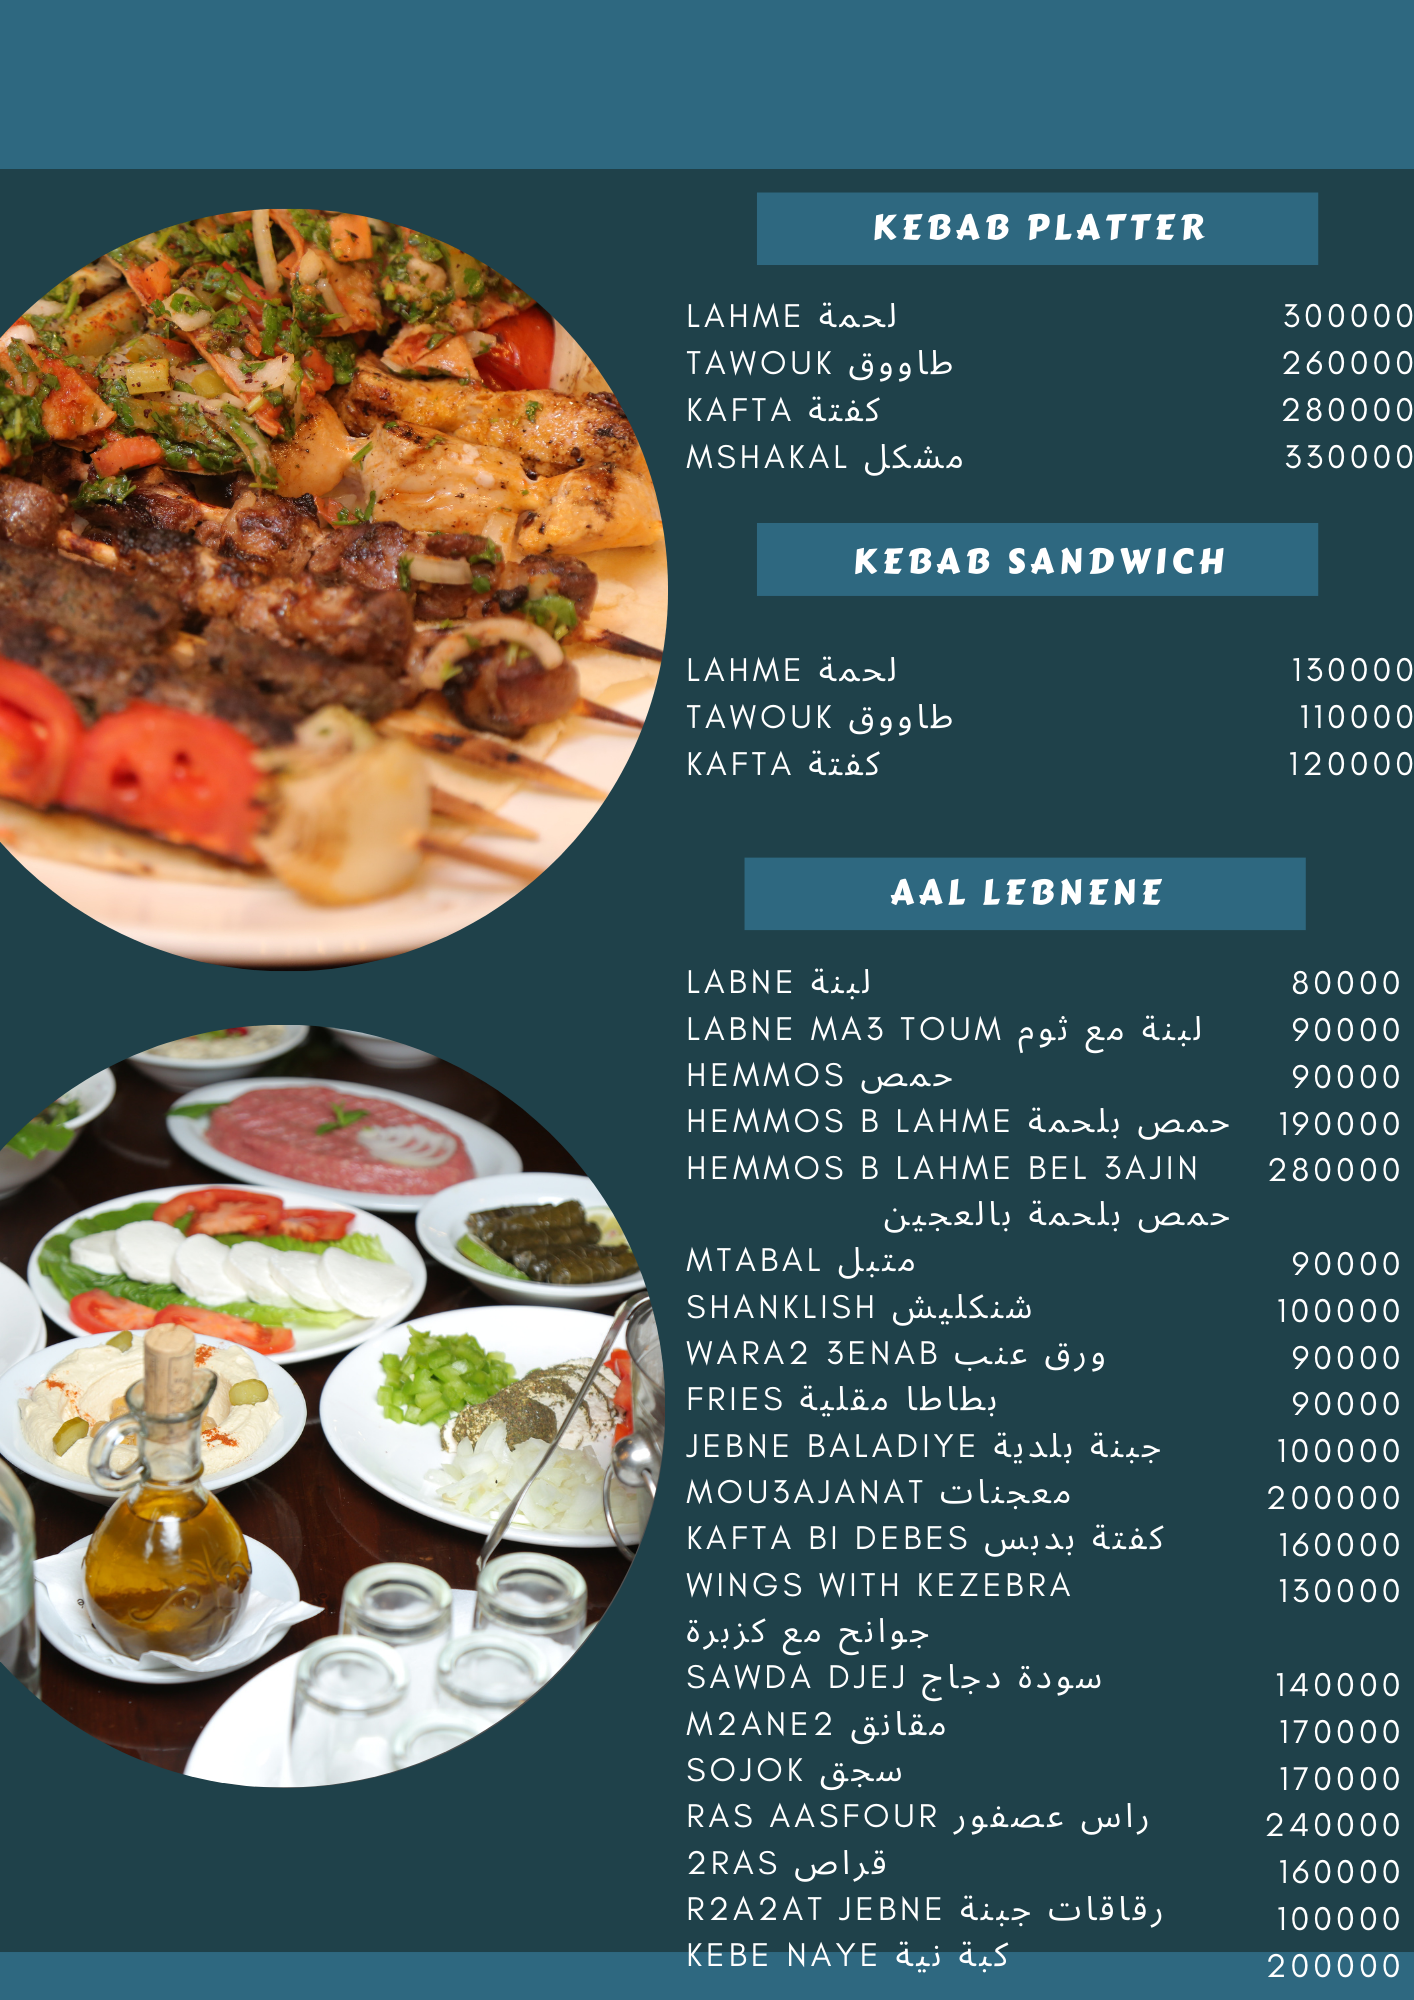 KEBAB PLATTER
LAHME لحمة 300000
TAWOUK طاووق 260000
KAFTA كفتة 280000
MSHAKAL مشكل 330000
KEBAB SANDWICH
LAHME لحمة 130000
TAWOUK طاووق 110000
KAFTA كفتة 120000
AAL LEBNENE
LABNE لبنة 80000
LABNE MA3 TOUM لبنة مع ثوم 90000
HEMMOS حمص 90000
HEMMOS B LAHME حمص بلحمة 190000
HEMMOS B LAHME BEL 3AJIN 280000
حمص بلحمة بالعجين
MTABAL متبل 90000
SHANKLISH شنكليش 100000
WARA2 3ENAB ورق عنب 90000
FRIES بطاطا مقلية 90000
JEBNE BALADIYE جبنة بلدية 100000
MOU3AJANAT معجنات 200000
KAFTA BI DEBES كفتة بدبس 160000
WINGS WITH KEZEBRA 130000
جوانح مع كزبرة
SAWDA DJEJ سودة دجاج 140000
M2ANE2 مقانق 170000
SOJOK سجق 170000
RAS AASFOUR راس عصفور 240000
2RAS قراص 160000
R2A2AT JEBNE رقاقات جبنة 100000
KEBE NAYE كبة نية 200000